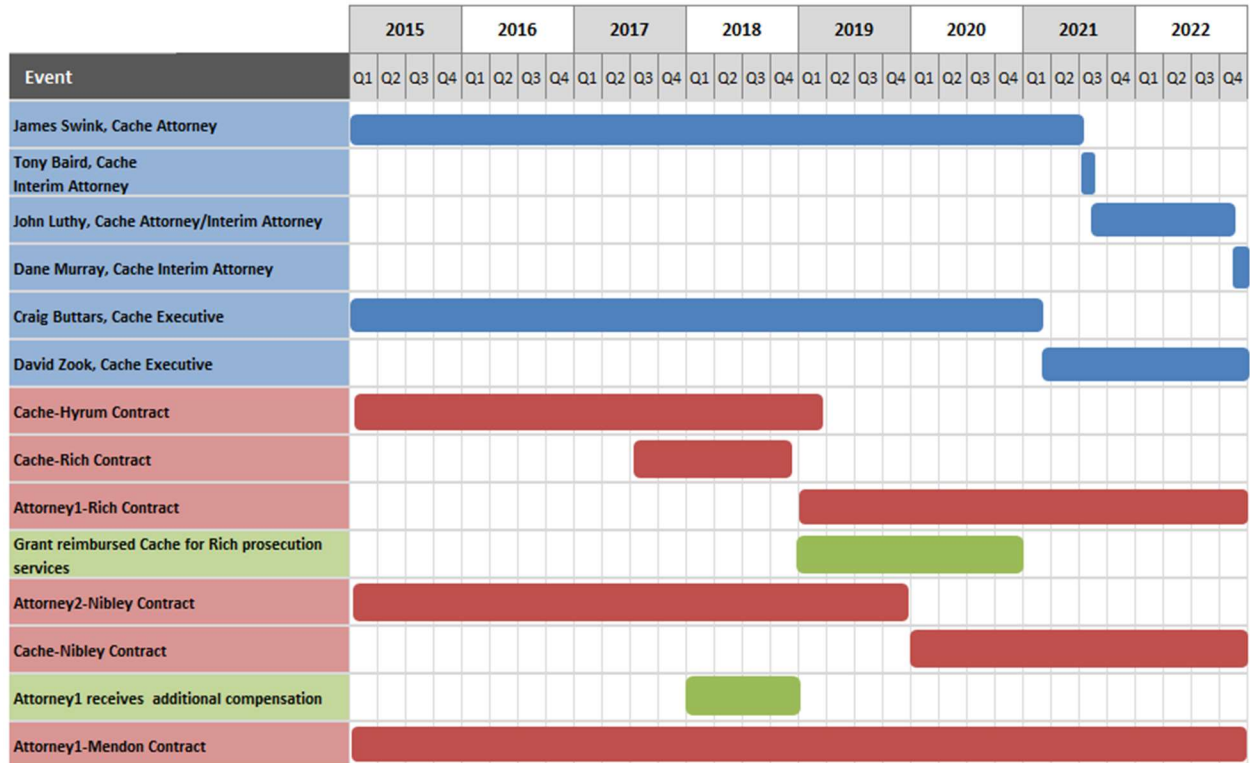 2015 2016 2017 2018 2019 2020 2021 2022
Event Q1 Q2 Q3 Q4 Q1 Q2 Q3 Q4 Q1 Q2 Q3 Q4 Q1 Q2 Q3 Q4 Q1 Q2 Q3 Q4 Q1 Q2 Q3 Q4 Q1 Q2 Q3 Q4 Q1 Q2 Q3 Q4
James Swink, Cache Attorney
Tony Baird, Cache
Interim Attorney
John Luthy, Cache Attorney/Interim Attorney
Dane Murray, Cache Interim Attorney
Craig Buttars, Cache Executive
David Zook, Cache Executive
Cache-Hyrum Contract
Cache-Rich Contract
Attorney1-Rich Contract
Grant reimbursed Cache for Rich prosecution
services
Attorney2-Nibley Contract
Cache-Nibley Contract
Attorney1 receives additional compensation
Attorney1-Mendon Contract